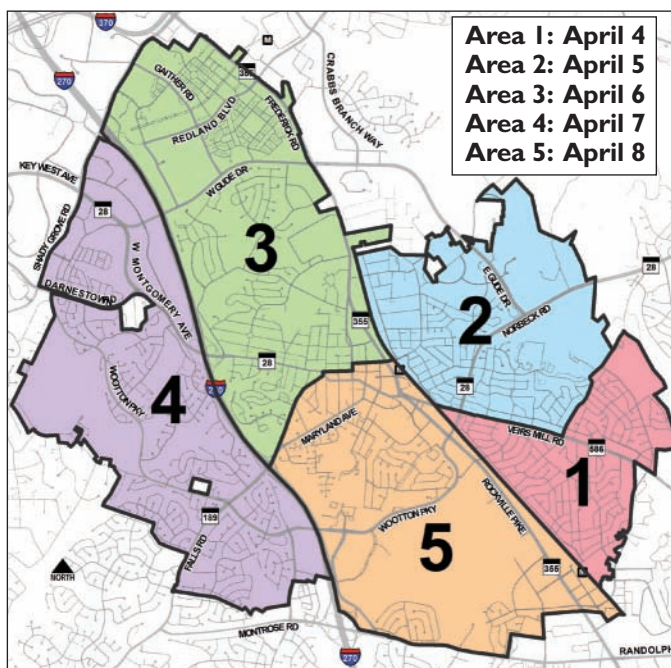 Area 1: April 4
Area 2: April 5
Area 3: April 6
Area 4: April 7
Area 5: April 8
370
270
M
GAITHER RD
355
REDLAND BLVD
FREDERICK RD
CRABBS BRANCH WAY
KEY WEST AVE
W GUDE DR
28
SHADY GROVE RD
W MONTGOMERY AVE
3
DARNESTOWN RD
E GUDE DR
28
NORBECK RD
2
355
28
28
4
WOOTTON PKY
MARYLAND AVE
VEIRS MILL RD
586
1
189
FALLS RD
WOOTTON PKY
5
ROCKVILLE PIKE
355
NORTH
MONTROSE RD
270
RANDOLPH